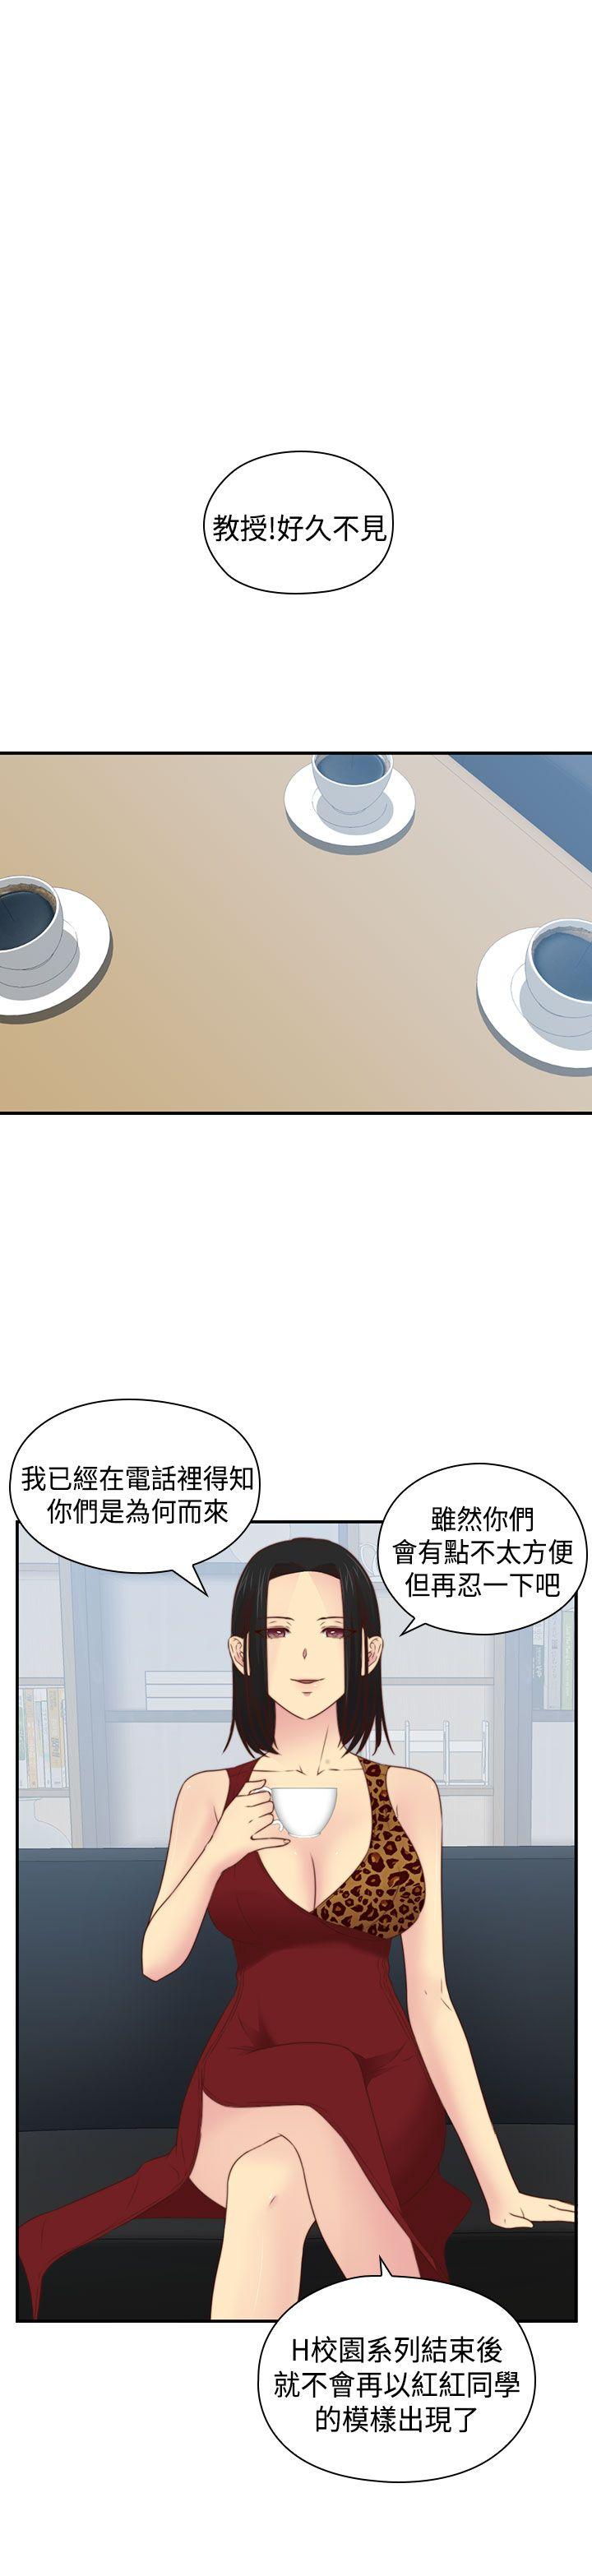 教授!好久不見
我已經在電話裡得知
你們是為何而來
雖然你們
會有點不太方便
但再忍一下吧
H校園系列結束後
就不會再以紅紅同學
的模樣出現了